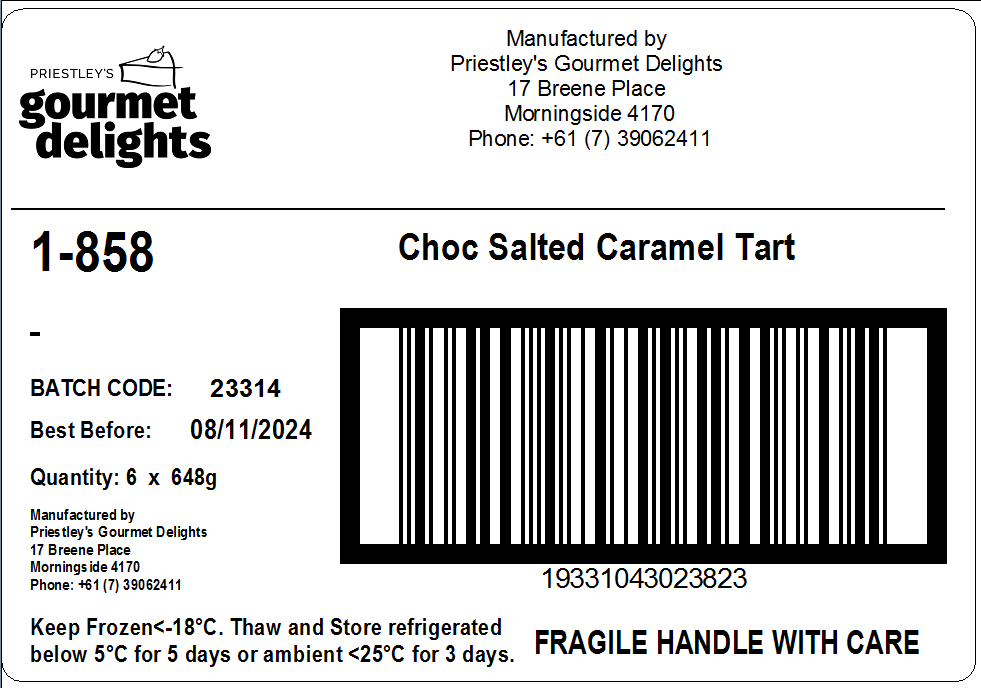 PRIESTLEY'S
gourmet
delights
Manufactured by
Priestley's Gourmet Delights
17 Breene Place
Morningside 4170
Phone: +61 (7) 39062411
1-858
Choc Salted Caramel Tart
-
BATCH CODE: 23314
Best Before: 08/11/2024
Quantity: 6 x 648g
Manufactured by
Priestley's Gourmet Delights
17 Breene Place
Morningside 4170
Phone: +61 (7) 39062411
19331043023823
Keep Frozen<-18°C. Thaw and Store refrigerated
below 5°C for 5 days or ambient <25°C for 3 days.
FRAGILE HANDLE WITH CARE